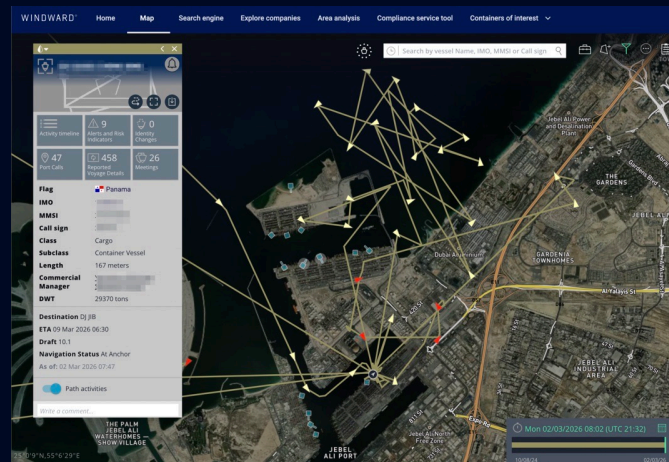 WINDWARD
Home
Map
Search engine
Explore companies
Area analysis
Compliance service tool
Containers of interest
Search by vessel Name, IMO, MMSI or Call sign
Activity timeline
9
Alerts and Risk Indicators
0
Identity Changes
47
Port Calls
458
Reported Voyage Details
26
Meetings
Flag Panama
IMO
MMSI
Call sign
Class Cargo
Subclass Container Vessel
Length 167 meters
Commercial Manager
DWT 29370 tons
Destination DJ JIB
ETA 09 Mar 2026 06:30
Draft 10.1
Navigation Status At Anchor
As of: 02 Mar 2026 07:47
Path activities
Write a comment...
Jebel Ali Power
and Desalination
Plant
THE
GARDENS
Gardens Blvd
JEBEL AL
Dubai Aluminium
GARDENIA
TOWNHOMES
Al Yalayis St
JEBEL ALI
INDUSTRIAL
AREA
Expo Rd
Jebel Ali North
Free Zone
JEBEL
ALI PORT
THE PALM
JEBEL ALI
WATERHOMES —
SHOW VILLAGE
Mon 02/03/2026 08:02 (UTC 21:32)